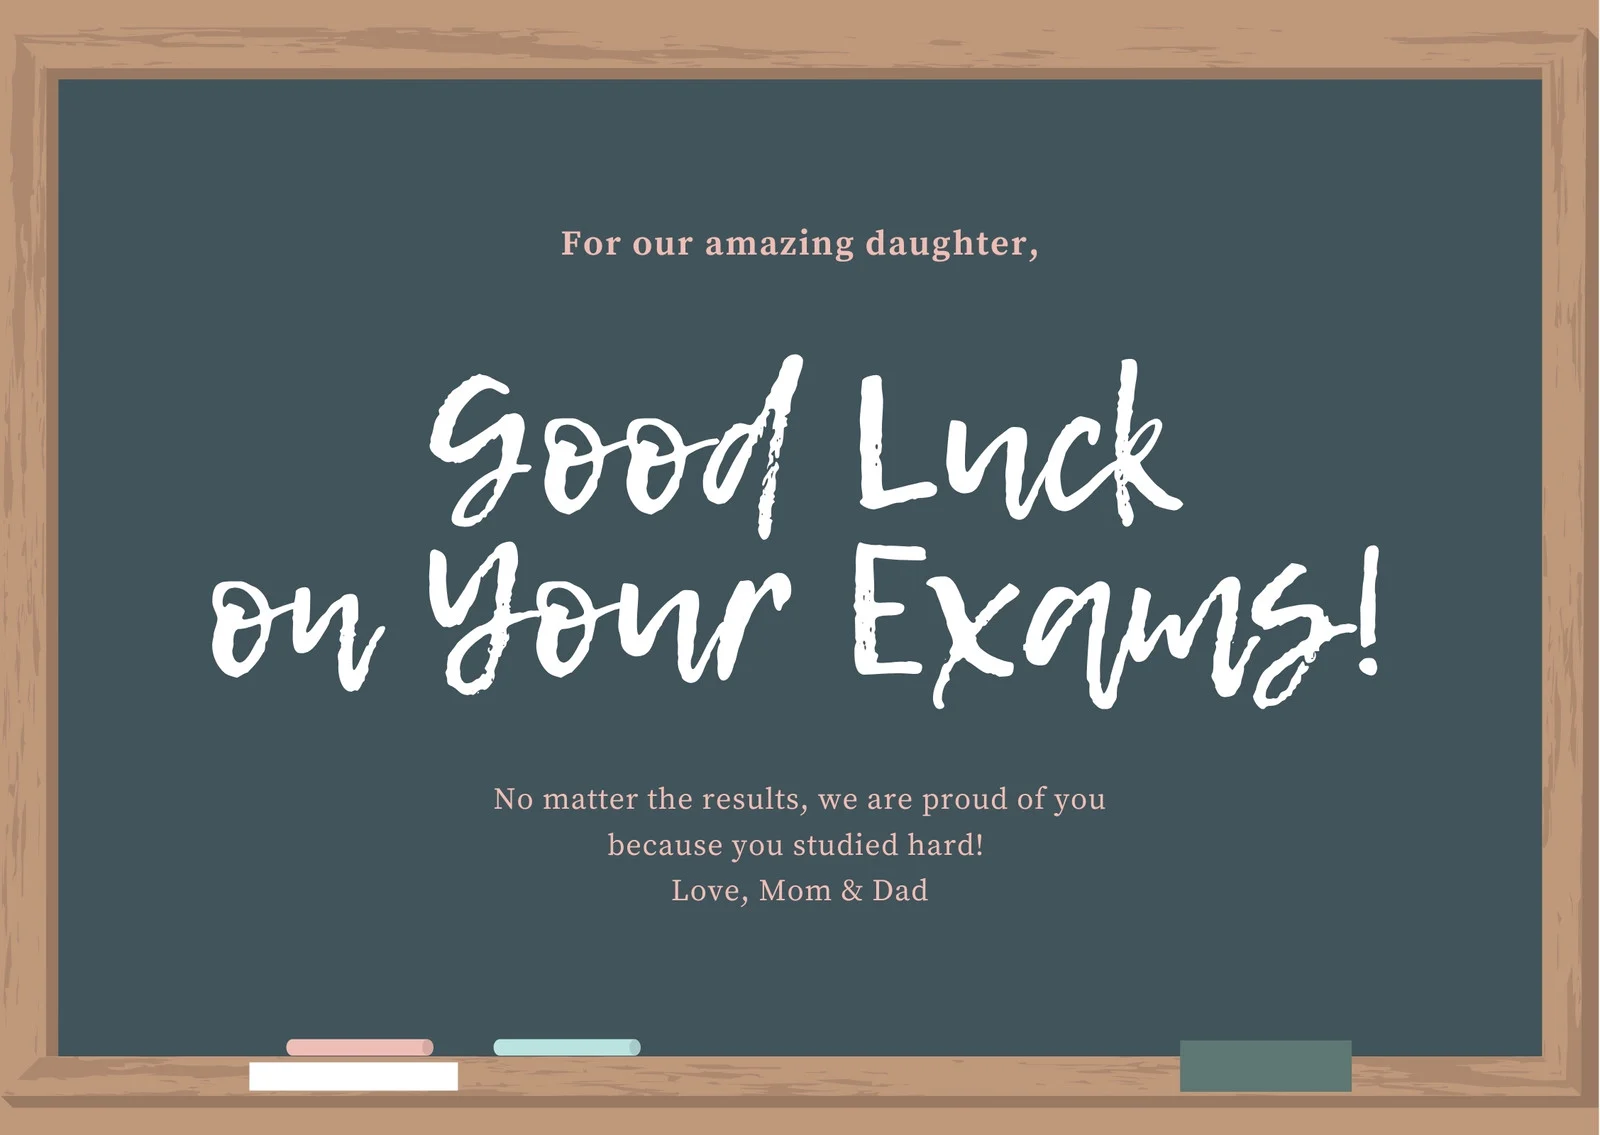 For our amazing daughter,
Good Luck
on Your Exams!
No matter the results, we are proud of you
because you studied hard!
Love, Mom & Dad